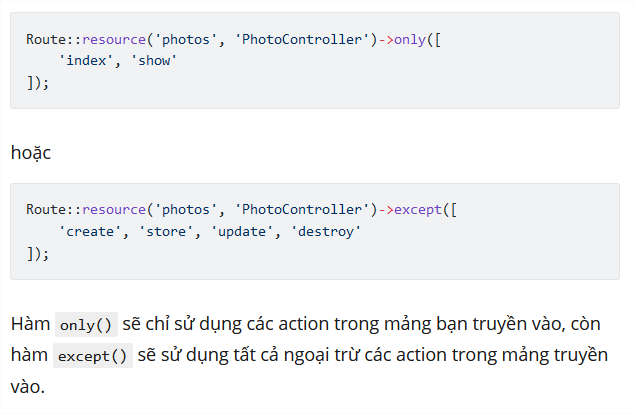 Route::resource('photos', 'PhotoController')->only([
    'index', 'show'
]);
hoặc
Route::resource('photos', 'PhotoController')->except([
    'create', 'store', 'update', 'destroy'
]);
Hàm only() sẽ chỉ sử dụng các action trong mảng bạn truyền vào, còn
hàm except() sẽ sử dụng tất cả ngoại trừ các action trong mảng truyền
vào.